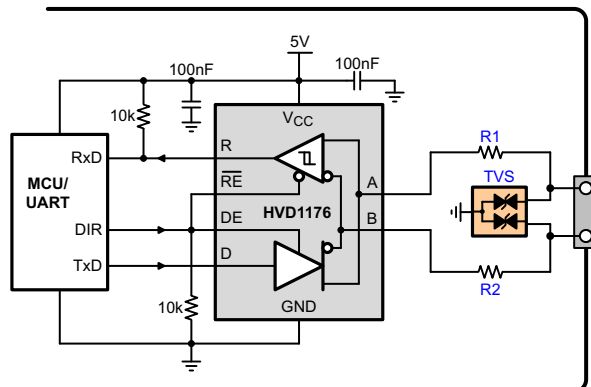 5V
100nF
100nF
10k
VCC
R1
RxD
R
TVS
MCU/
UART
RE
A
HVD1176
DIR
DE
B
TxD
D
R2
10k
GND